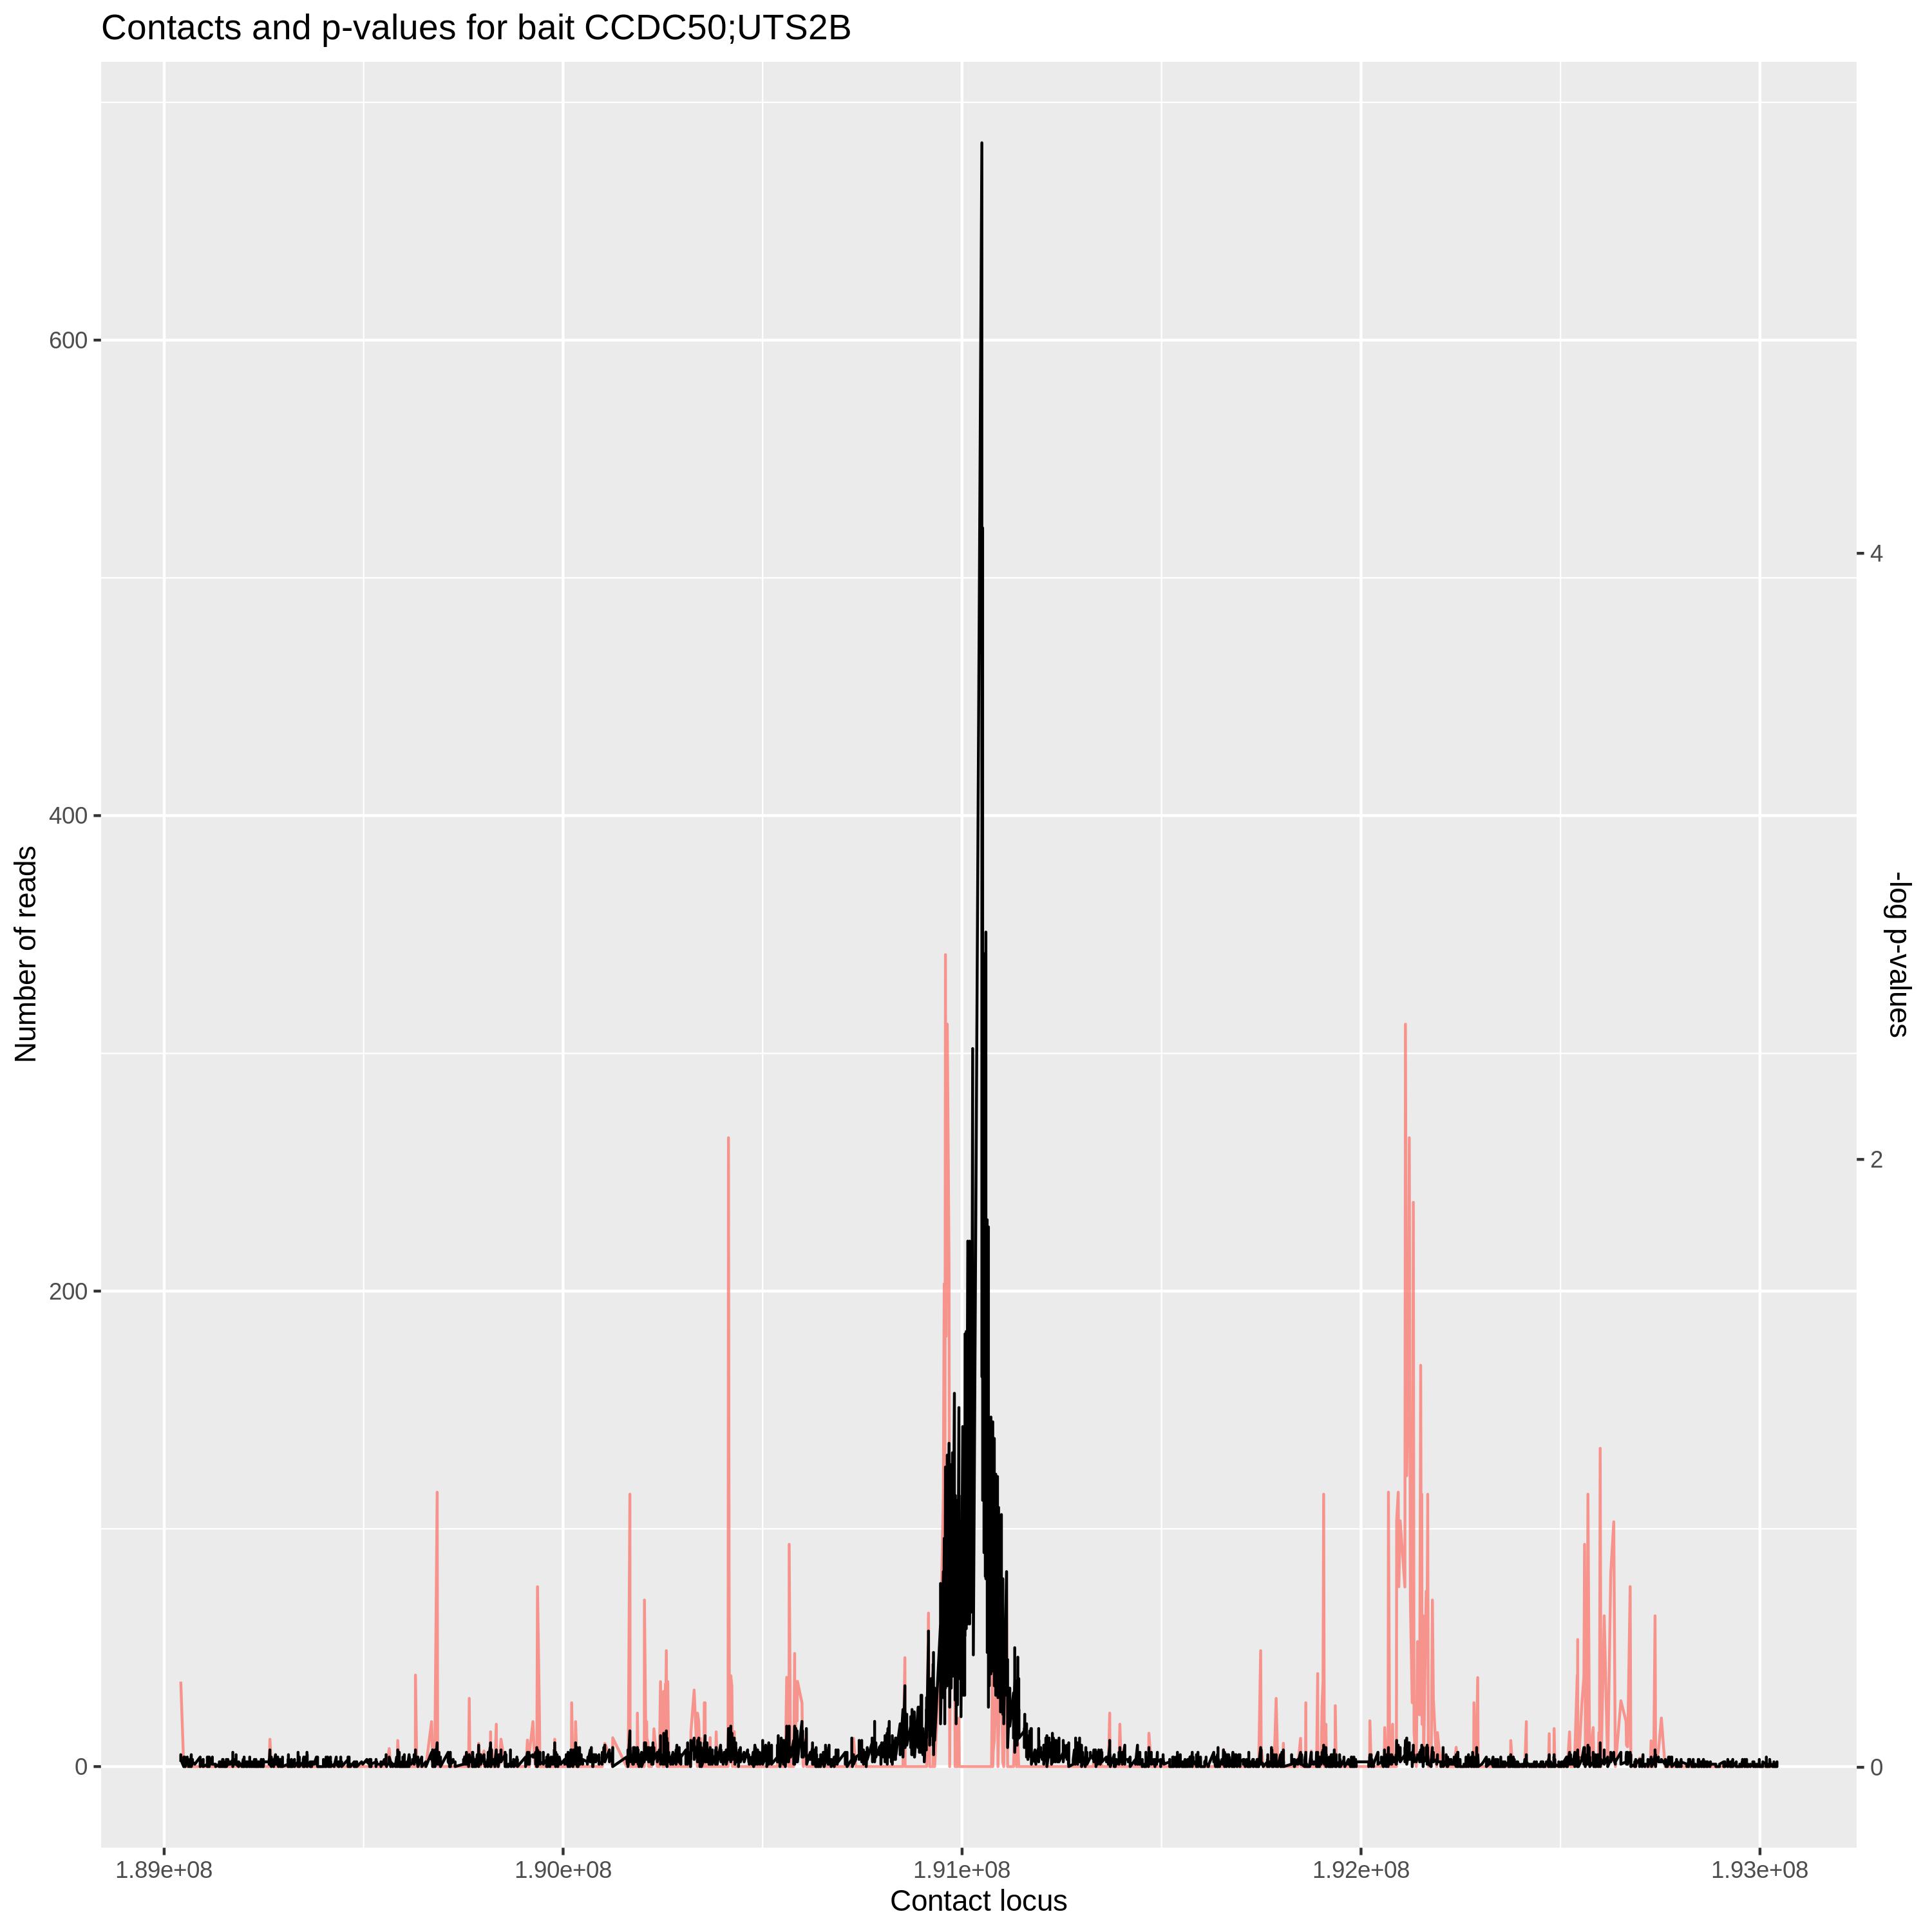 Contacts and p-values for bait CCDC50;UTS2B
600
400
200
0
Number of reads
4
2
0
-log p-values
1.89e+08
1.90e+08
1.91e+08
1.92e+08
1.93e+08
Contact locus